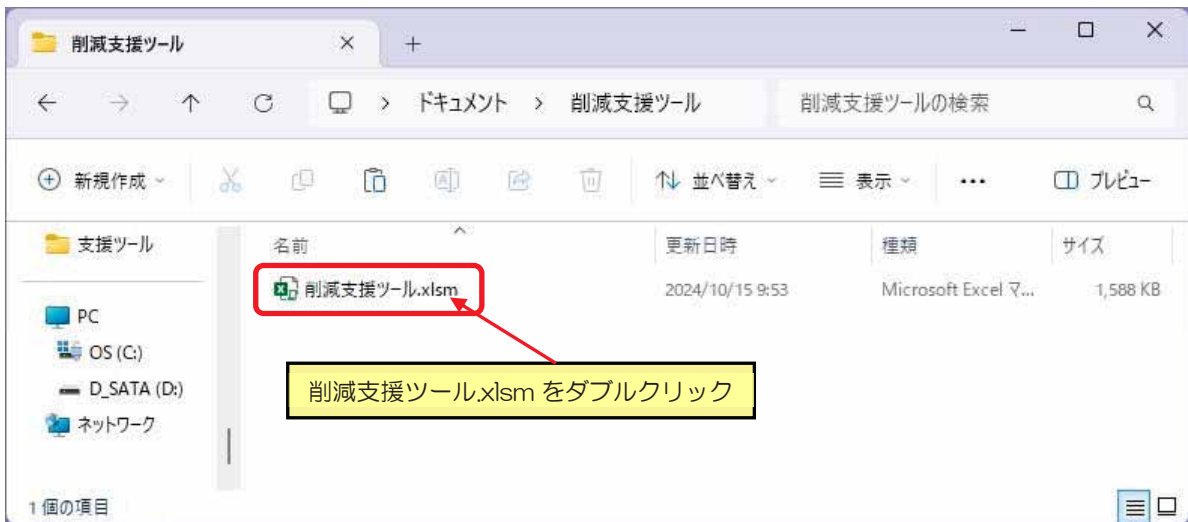 削減支援ツール
ドキュメント > 削減支援ツール
削減支援ツールの検索
新規作成
並べ替え
表示
プレビュー
支援ツール
名前
更新日時
種類
サイズ
削減支援ツール.xlsm
2024/10/15 9:53
Microsoft Excel マ...
1,588 KB
PC
OS (C:)
D_SATA (D:)
ネットワーク
削減支援ツール.xlsm をダブルクリック
1 個の項目